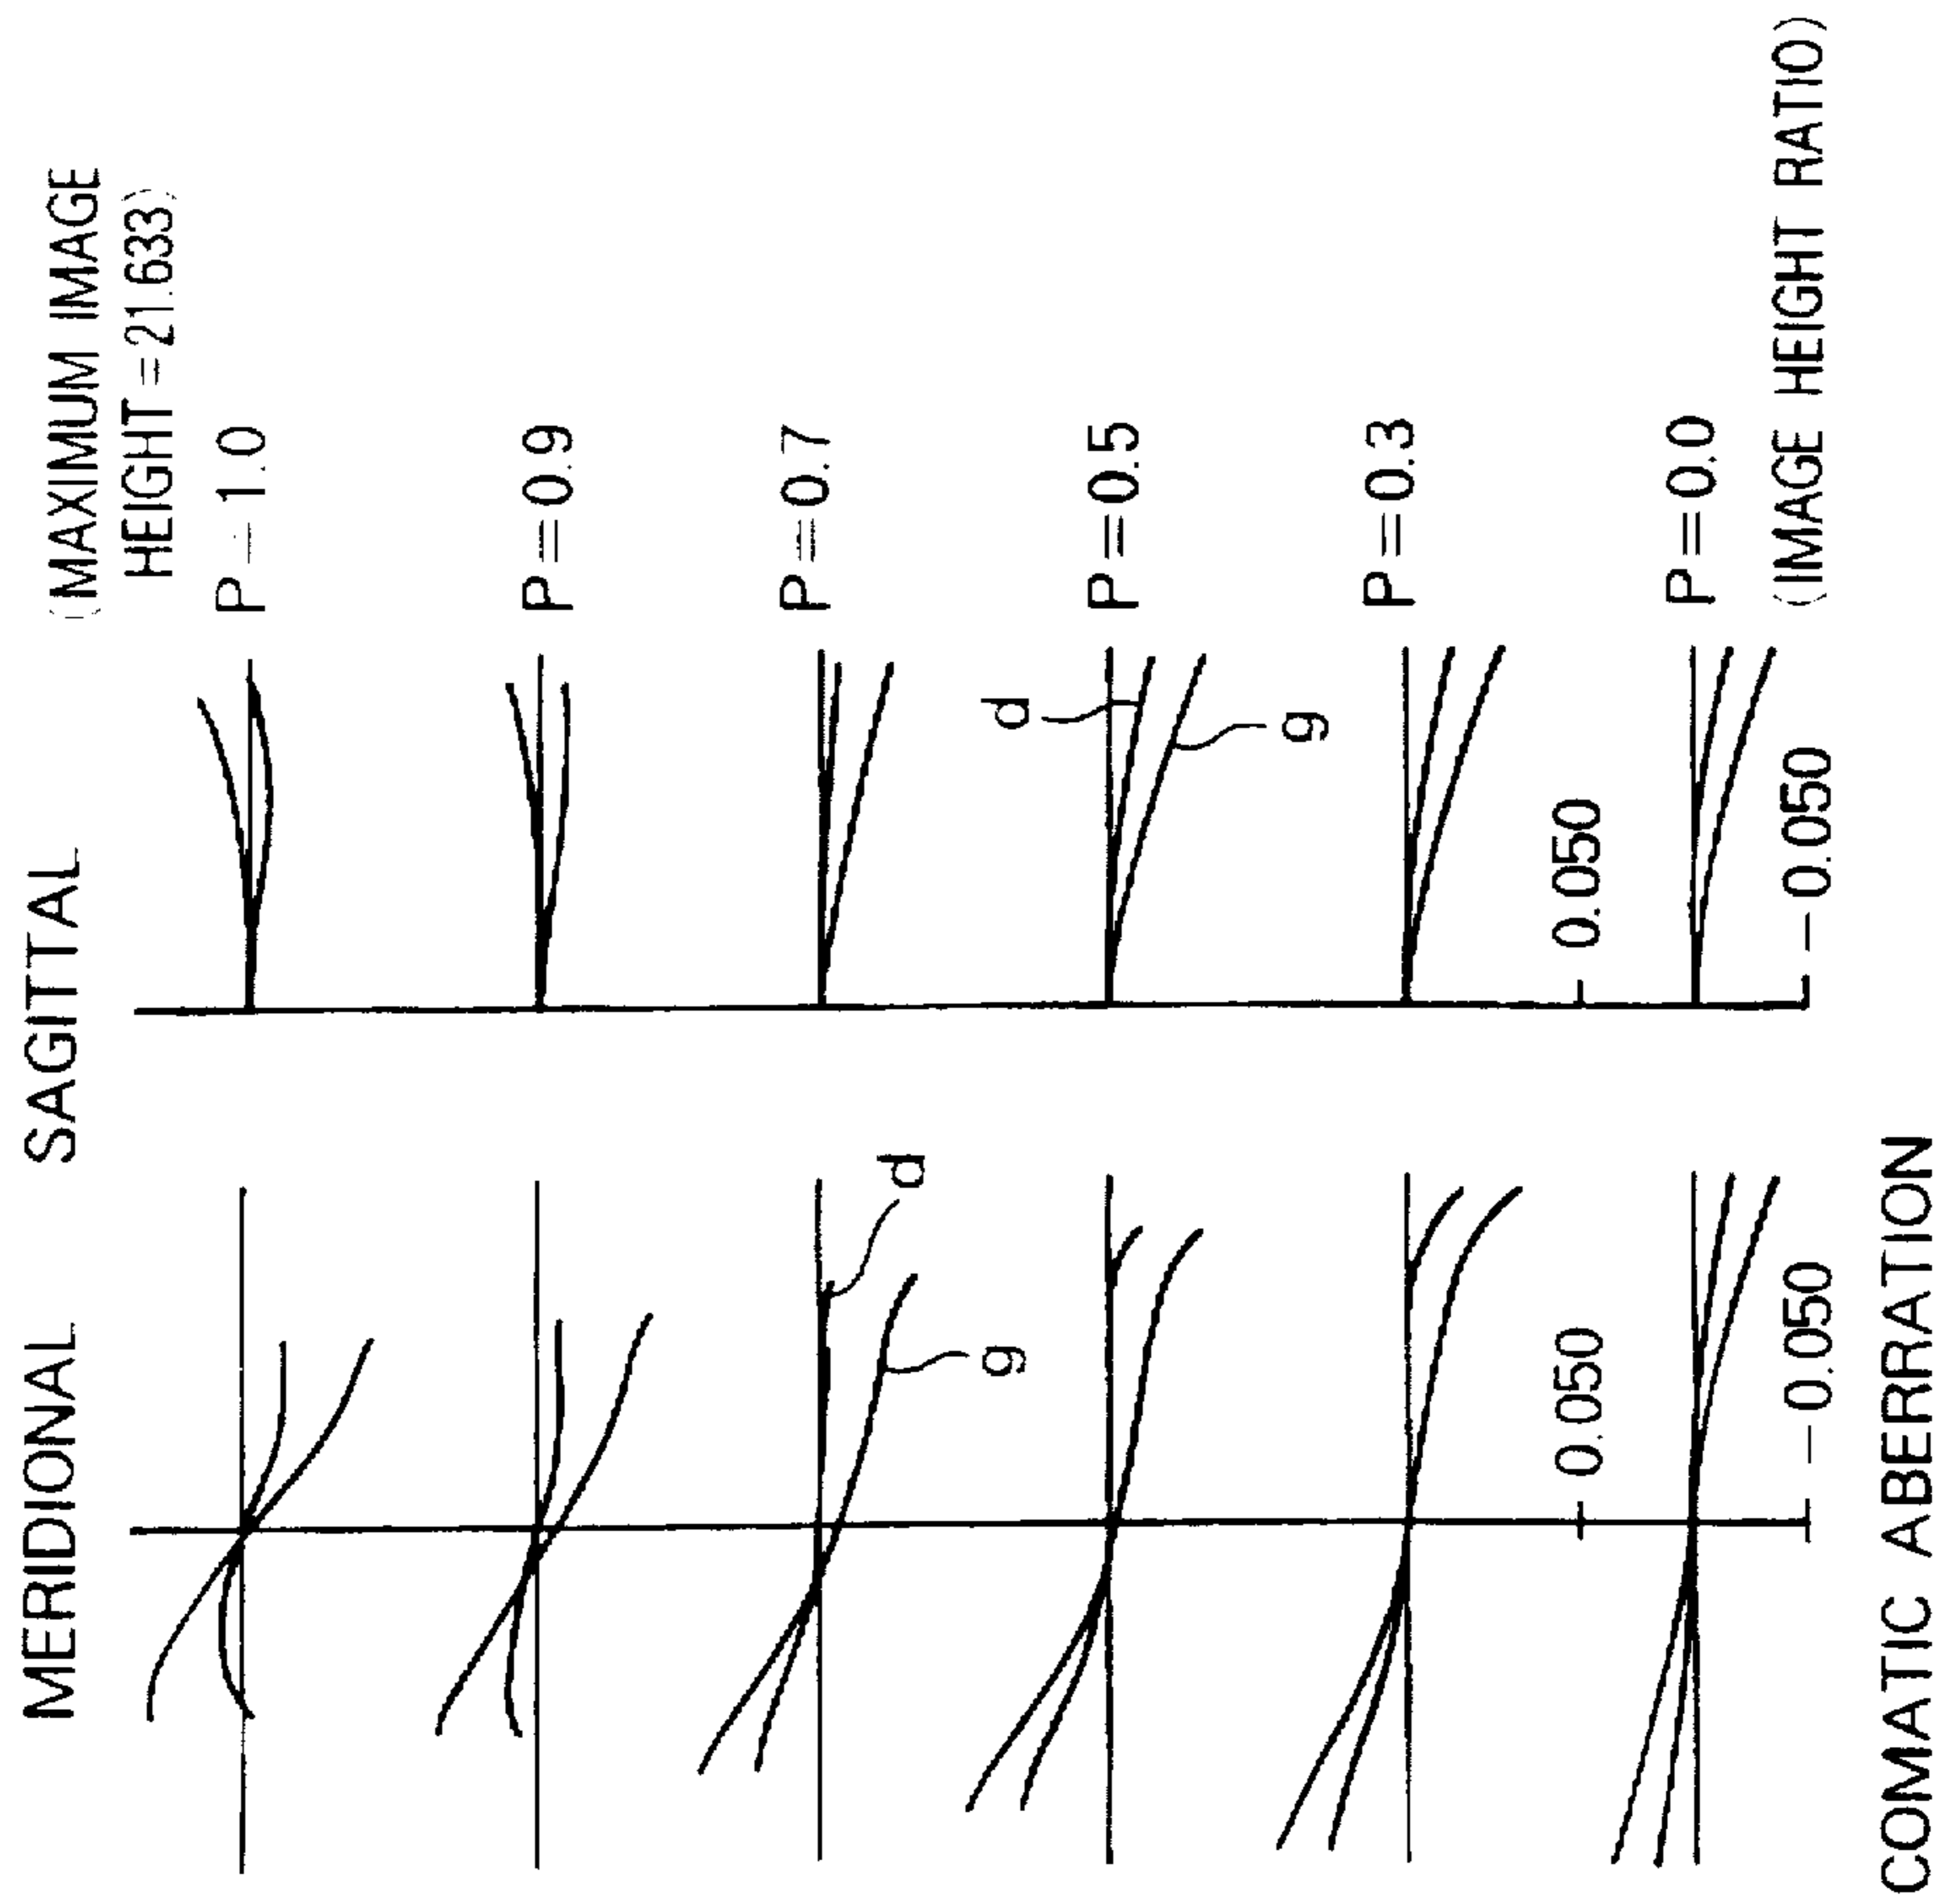 MERIDIONAL SAGITTAL (MAXIMUM IMAGE
HEIGHT=21.633)
P-1.0
P=0.9
P=0.7
d
g
P=0.5
d
g
P=0.3
0.050
0.050
P=0.0
-0.050
-0.050
(IMAGE HEIGHT RATIO)
COMATIC ABERRATION